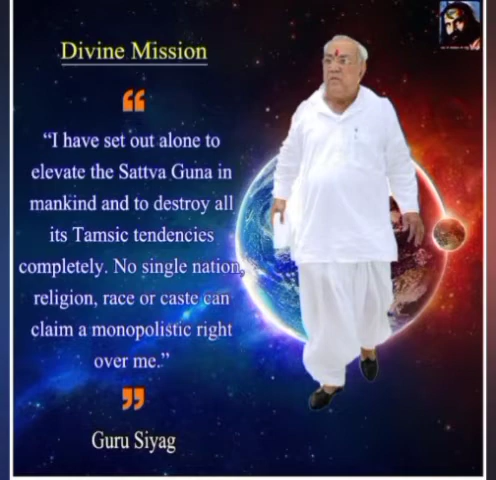 Divine Mission
“
“I have set out alone to
elevate the Sattva Guna in
mankind and to destroy all
its Tamsic tendencies
completely. No single nation,
religion, race or caste can
claim a monopolistic right
over me.”
”
Guru Siyag